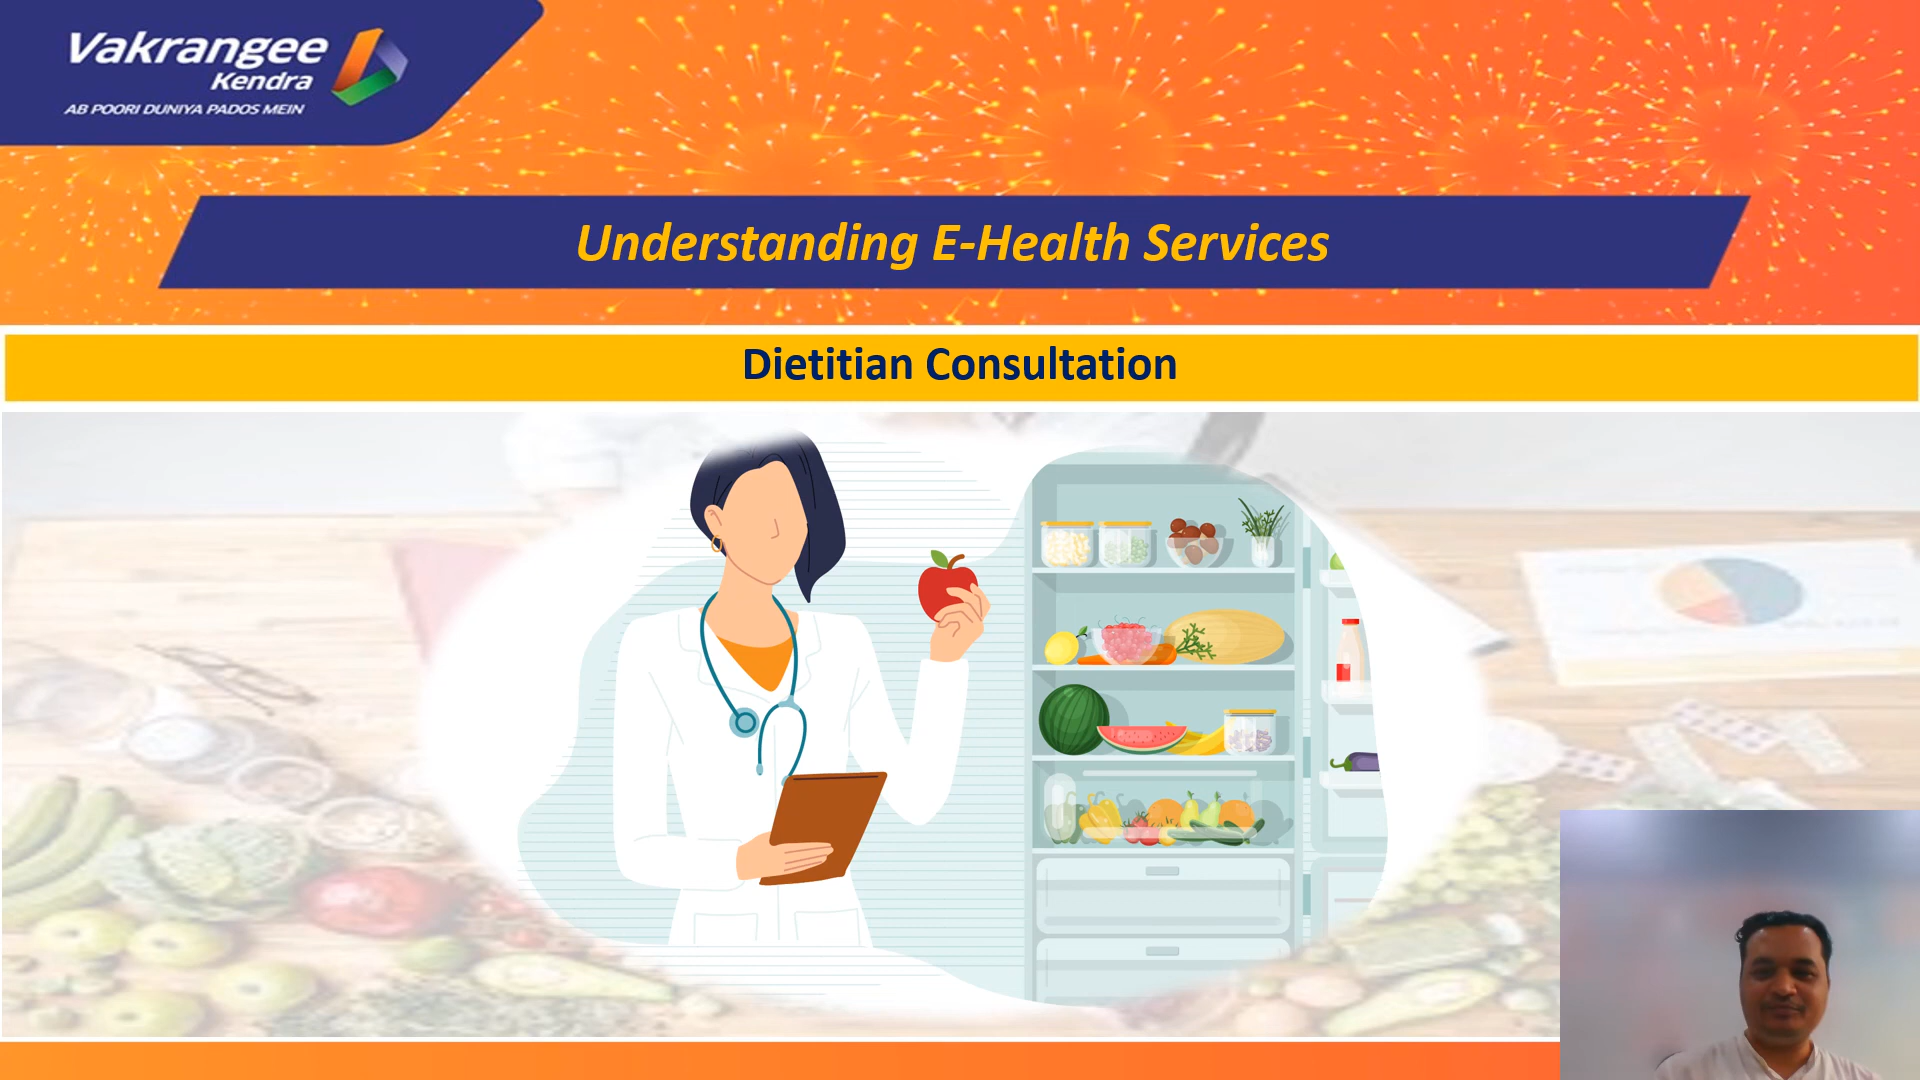 Vakrangee
Kendra
AB POORI DUNIYA PADOS MEIN
Understanding E-Health Services
Dietitian Consultation